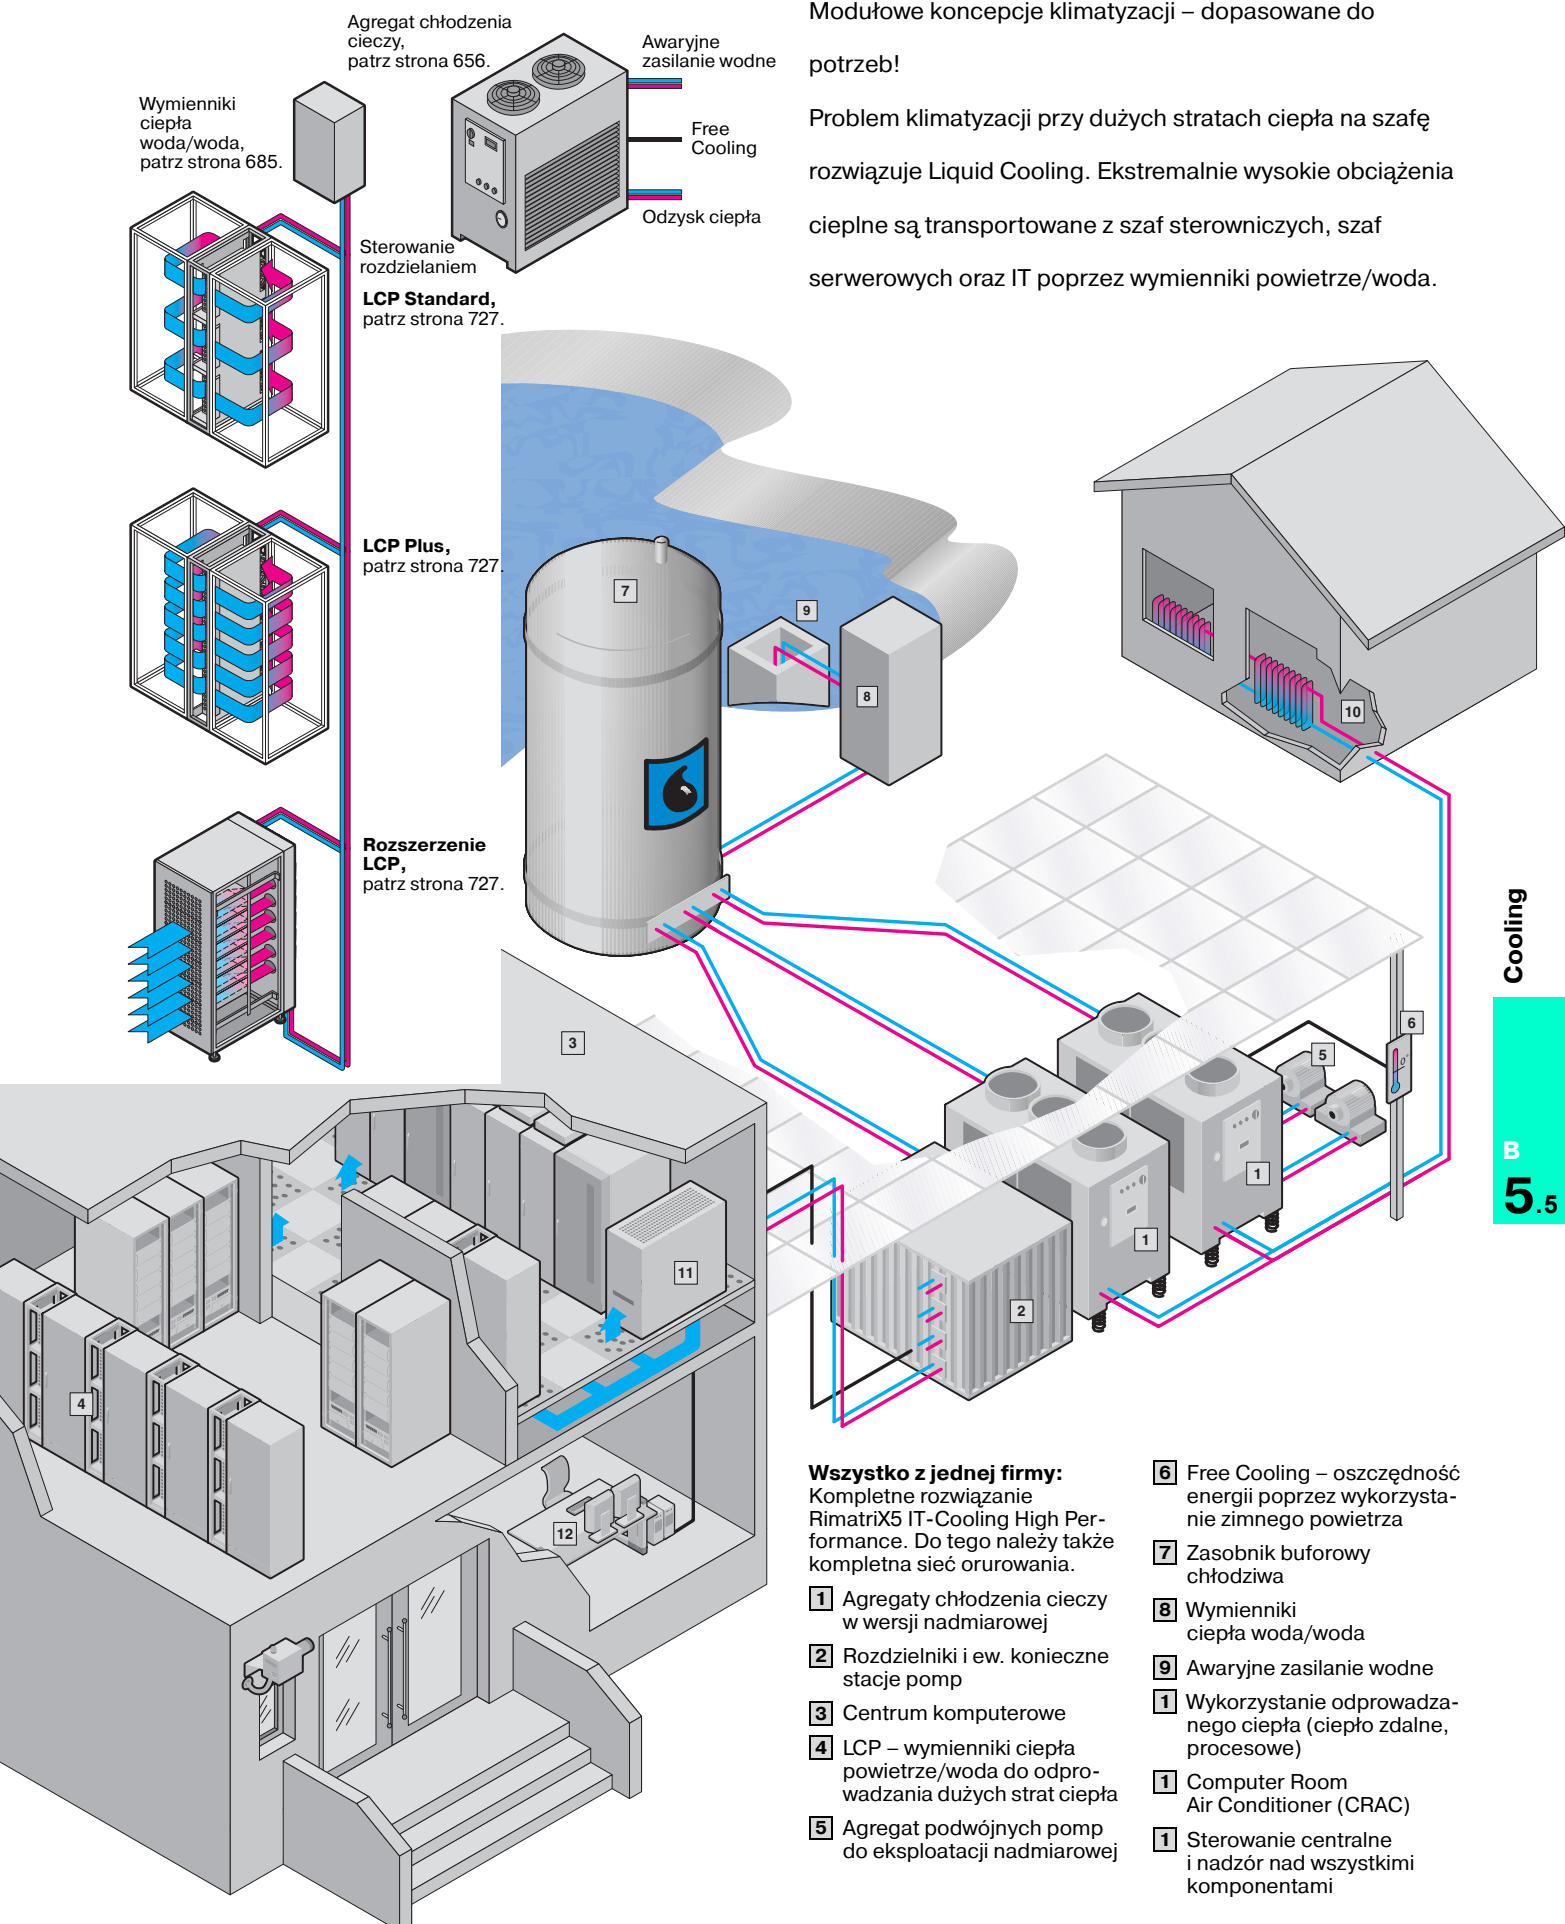 Agregat chłodzenia
cieczy,
patrz strona 656.
Awaryjne
zasilanie wodne
Free
Cooling
Odzysk ciepła
Wymienniki
ciepła
woda/woda,
patrz strona 685.
Sterowanie
rozdzielaniem
LCP Standard,
patrz strona 727.
LCP Plus,
patrz strona 727.
Rozszerzenie
LCP,
patrz strona 727.
Modułowe koncepcje klimatyzacji – dopasowane do
potrzeb!
Problem klimatyzacji przy dużych stratach ciepła na szafę
rozwiązuje Liquid Cooling. Ekstremalnie wysokie obciążenia
cieplne są transportowane z szaf sterowniczych, szaf
serwerowych oraz IT poprzez wymienniki powietrze/woda.
7
9
8
10
3
6
0°
5
1
1
2
11
4
12
Cooling
B
5.5
Wszystko z jednej firmy:
Kompletne rozwiązanie
RimatriX5 IT-Cooling High Per-
formance. Do tego należy także
kompletna sieć orurowania.
1 Agregaty chłodzenia cieczy
w wersji nadmiarowej
2 Rozdzielniki i ew. konieczne
stacje pomp
3 Centrum komputerowe
4 LCP – wymienniki ciepła
powietrze/woda do odpro-
wadzania dużych strat ciepła
5 Agregat podwójnych pomp
do eksploatacji nadmiarowej
6 Free Cooling – oszczędność
energii poprzez wykorzysta-
nie zimnego powietrza
7 Zasobnik buforowy
chłodziwa
8 Wymienniki
ciepła woda/woda
9 Awaryjne zasilanie wodne
1 Wykorzystanie odprowadza-
nego ciepła (ciepło zdalne,
procesowe)
1 Computer Room
Air Conditioner (CRAC)
1 Sterowanie centralne
i nadzór nad wszystkimi
komponentami